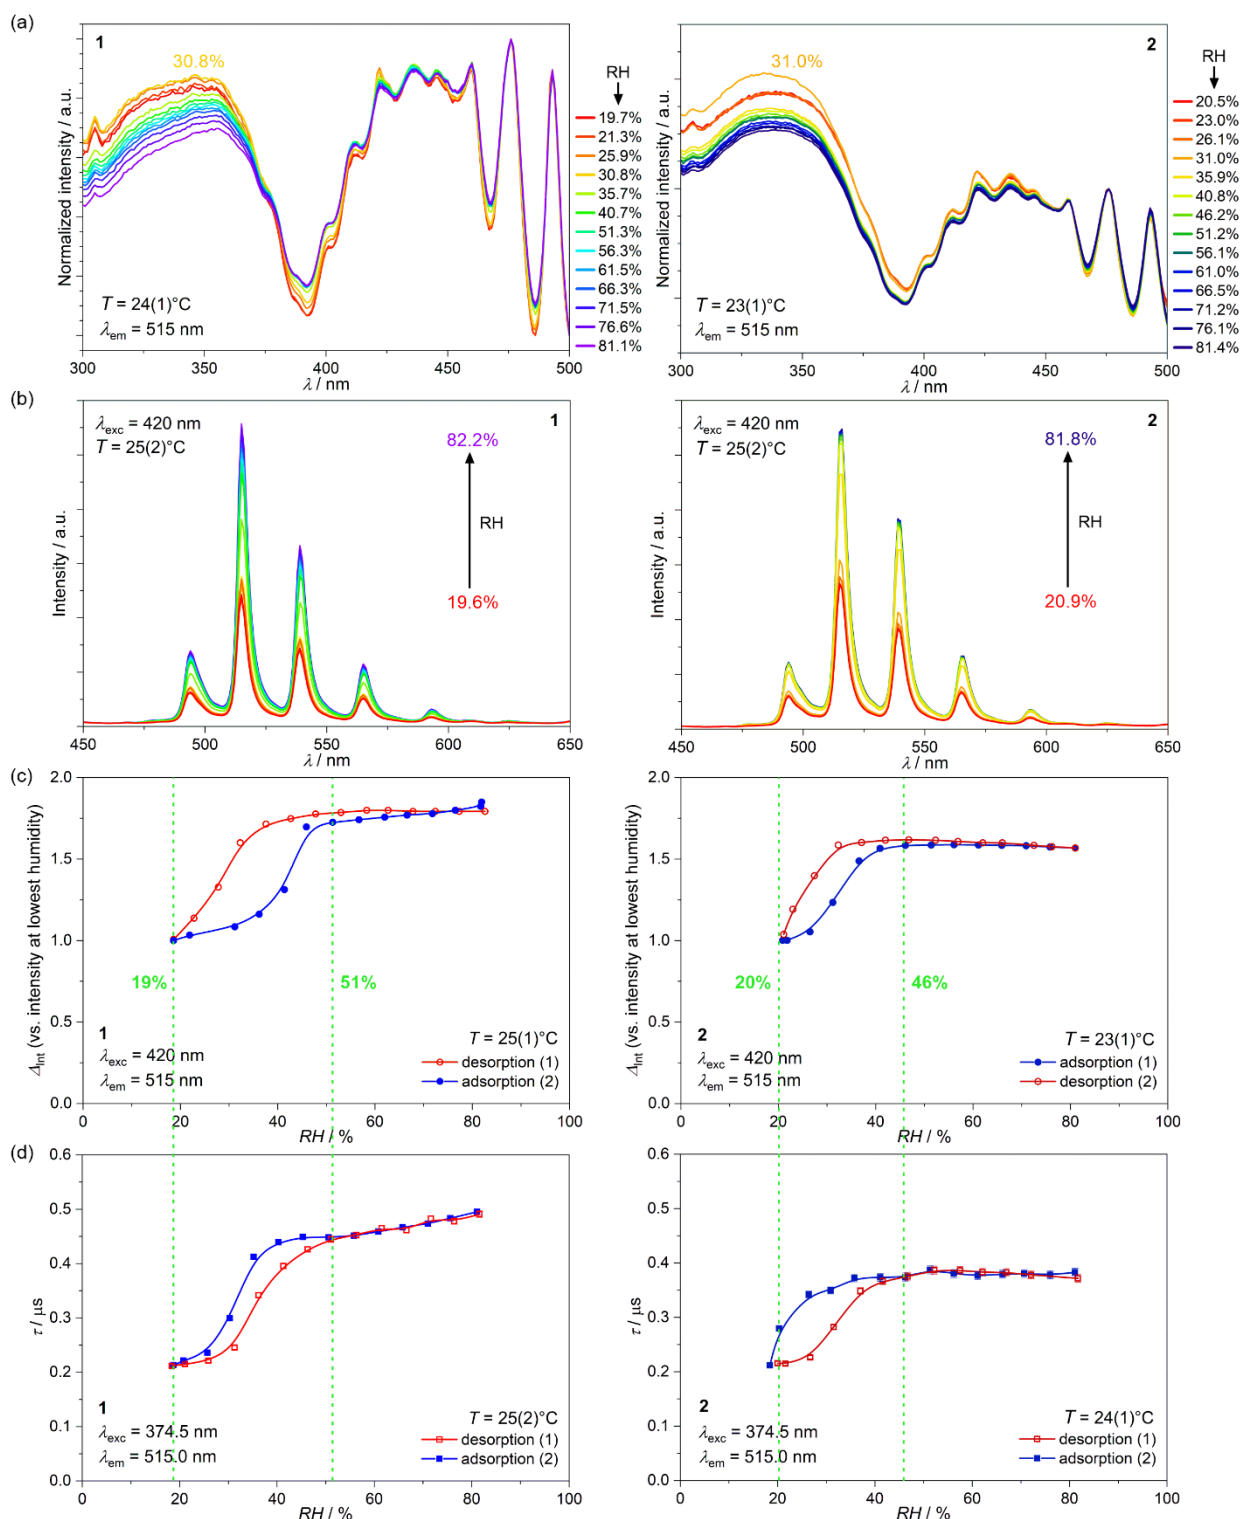 (a)
1
30.8%
Normalized intensity / a.u.
T = 24(1)°C
λem = 515 nm
300 350 400 450 500
λ / nm
RH
19.7%
21.3%
25.9%
30.8%
35.7%
40.7%
51.3%
56.3%
61.5%
66.3%
71.5%
76.6%
81.1%
2
31.0%
Normalized intensity / a.u.
T = 23(1)°C
λem = 515 nm
300 350 400 450 500
λ / nm
RH
20.5%
23.0%
26.1%
31.0%
35.9%
40.8%
46.2%
51.2%
56.1%
61.0%
66.5%
71.2%
76.1%
81.4%
(b)
λexc = 420 nm
T = 25(2)°C
1
82.2%
RH
19.6%
Intensity / a.u.
450 500 550 600 650
λ / nm
λexc = 420 nm
T = 25(2)°C
2
81.8%
RH
20.9%
Intensity / a.u.
450 500 550 600 650
λ / nm
(c)
ΔInt (vs. intensity at lowest humidity)
2.0
1.5
1.0
0.5
0.0
19%
51%
1
λexc = 420 nm
λem = 515 nm
T = 25(1)°C
desorption (1)
adsorption (2)
0 20 40 60 80 100
RH / %
ΔInt (vs. intensity at lowest humidity)
2.0
1.5
1.0
0.5
0.0
20%
46%
2
λexc = 420 nm
λem = 515 nm
T = 23(1)°C
adsorption (1)
desorption (2)
0 20 40 60 80 100
RH / %
(d)
τ / μs
0.6
0.5
0.4
0.3
0.2
0.1
0.0
1
λexc = 374.5 nm
λem = 515.0 nm
T = 25(2)°C
desorption (1)
adsorption (2)
0 20 40 60 80 100
RH / %
τ / μs
0.6
0.5
0.4
0.3
0.2
0.1
0.0
2
λexc = 374.5 nm
λem = 515.0 nm
T = 24(1)°C
desorption (1)
adsorption (2)
0 20 40 60 80 100
RH / %